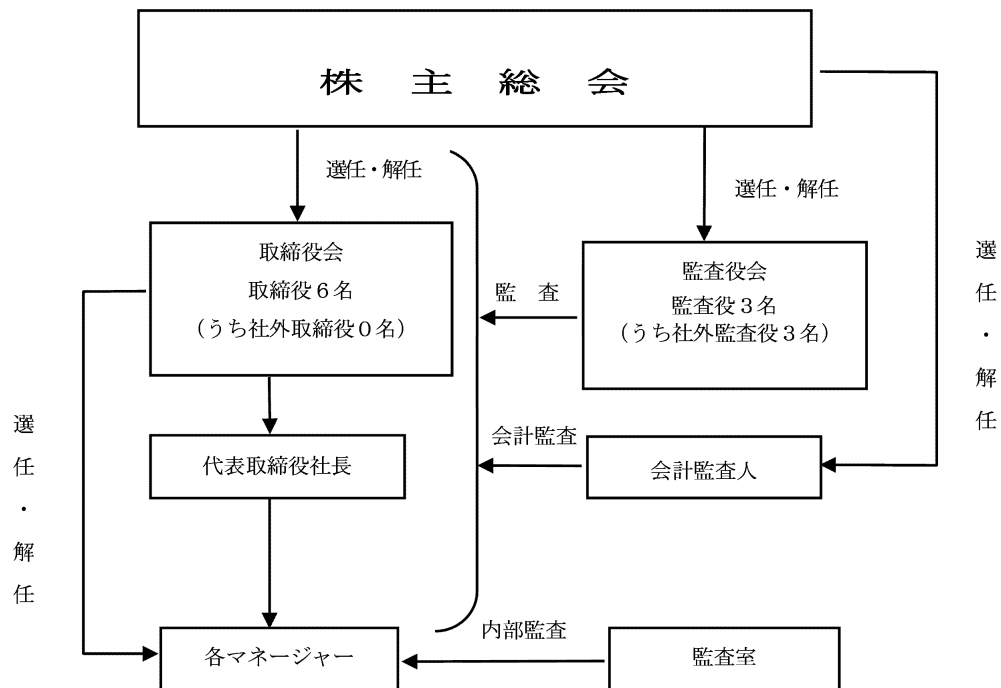 株 主 総 会
選任・解任
選任・解任
選任・解任
取締役会
取締役６名
（うち社外取締役０名）
監 査
監査役会
監査役３名
（うち社外監査役３名）
選任・解任
代表取締役社長
会計監査
会計監査人
各マネージャー
内部監査
監査室